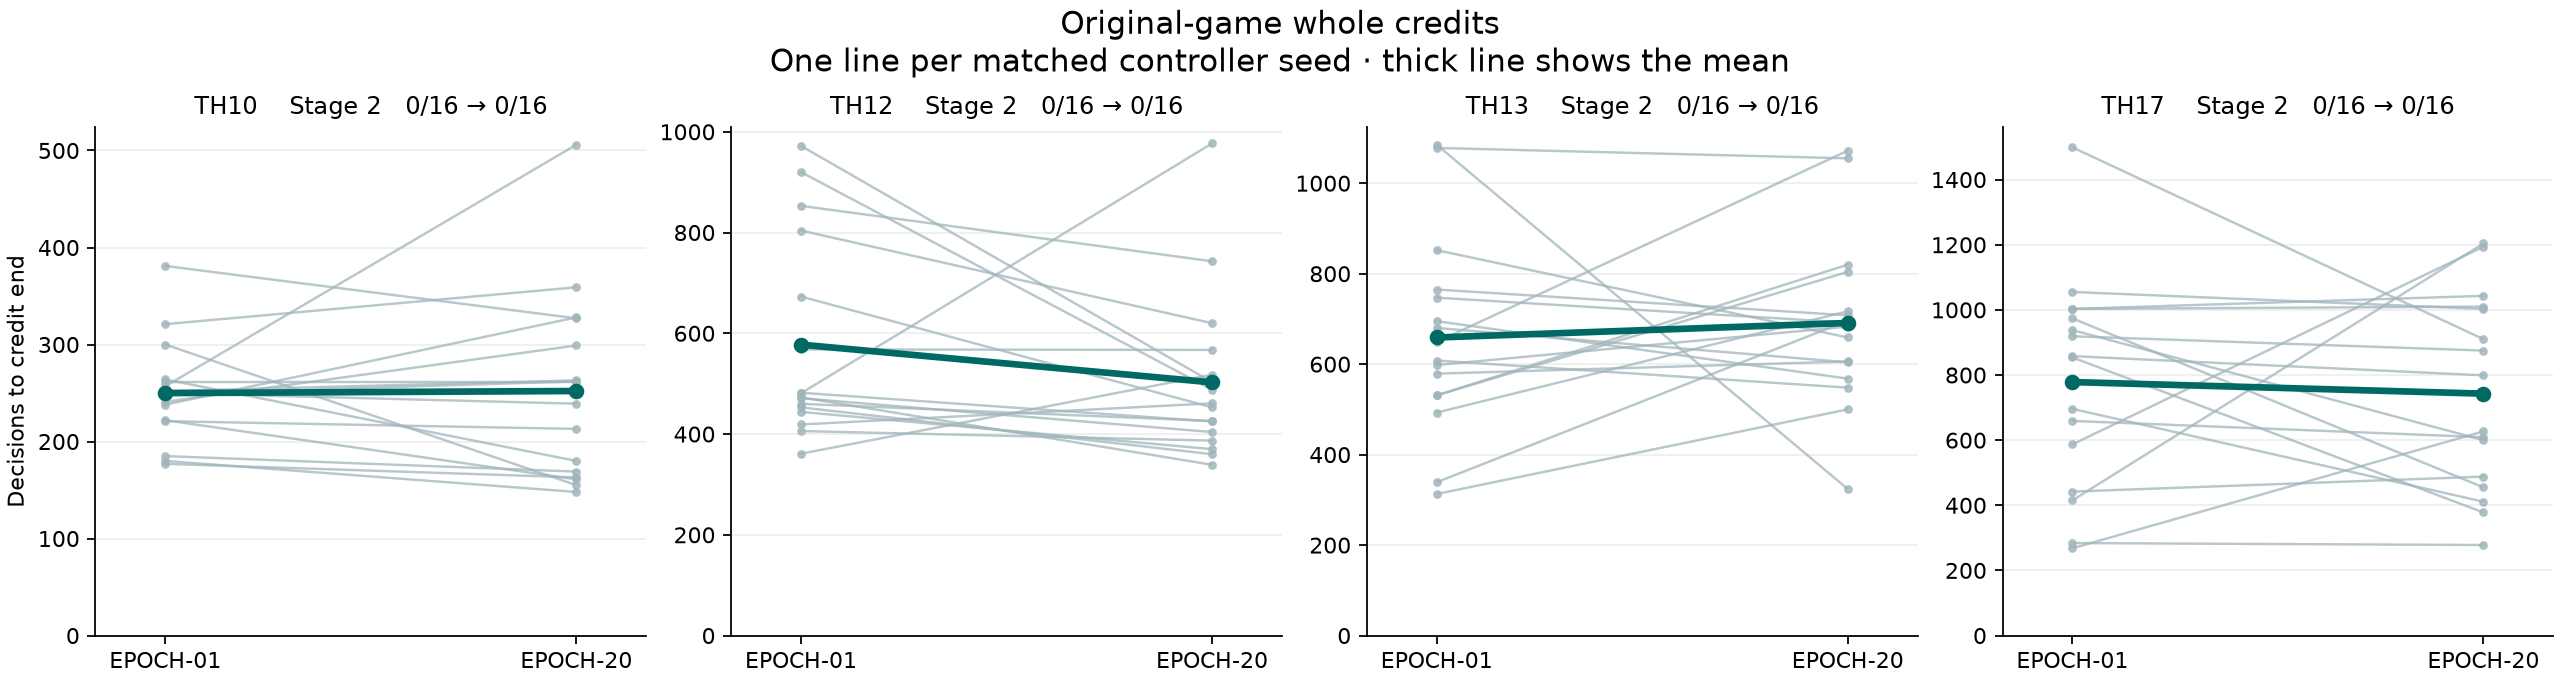 Original-game whole credits
One line per matched controller seed · thick line shows the mean
TH10 Stage 2 0/16 → 0/16
TH12 Stage 2 0/16 → 0/16
TH13 Stage 2 0/16 → 0/16
TH17 Stage 2 0/16 → 0/16
Decisions to credit end
500
400
300
200
100
0
EPOCH-01
EPOCH-20
1000
800
600
400
200
0
EPOCH-01
EPOCH-20
1000
800
600
400
200
0
EPOCH-01
EPOCH-20
1400
1200
1000
800
600
400
200
0
EPOCH-01
EPOCH-20